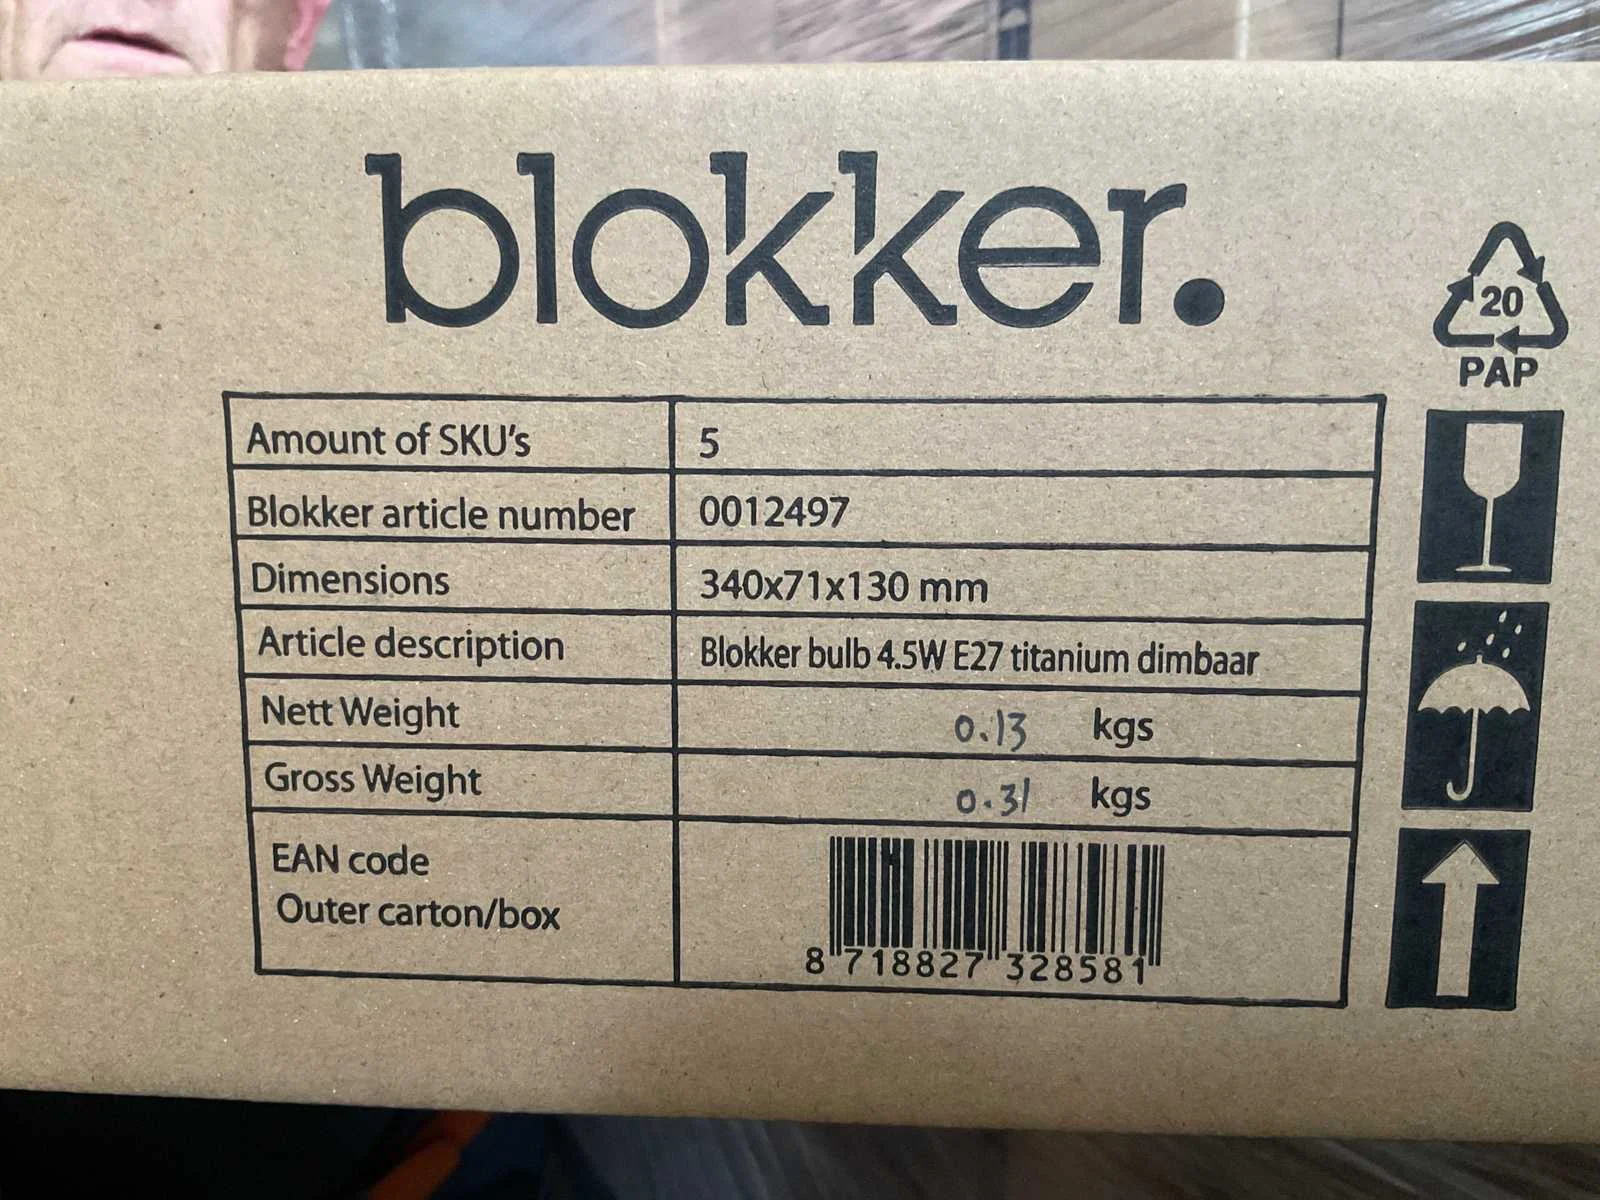 blokker.
20
PAP
Amount of SKU's 5
Blokker article number 0012497
Dimensions 340x71x130 mm
Article description Blokker bulb 4.5W E27 titanium dimbaar
Nett Weight 0.13 kgs
Gross Weight 0.31 kgs
EAN code
Outer carton/box
8 718827 328581